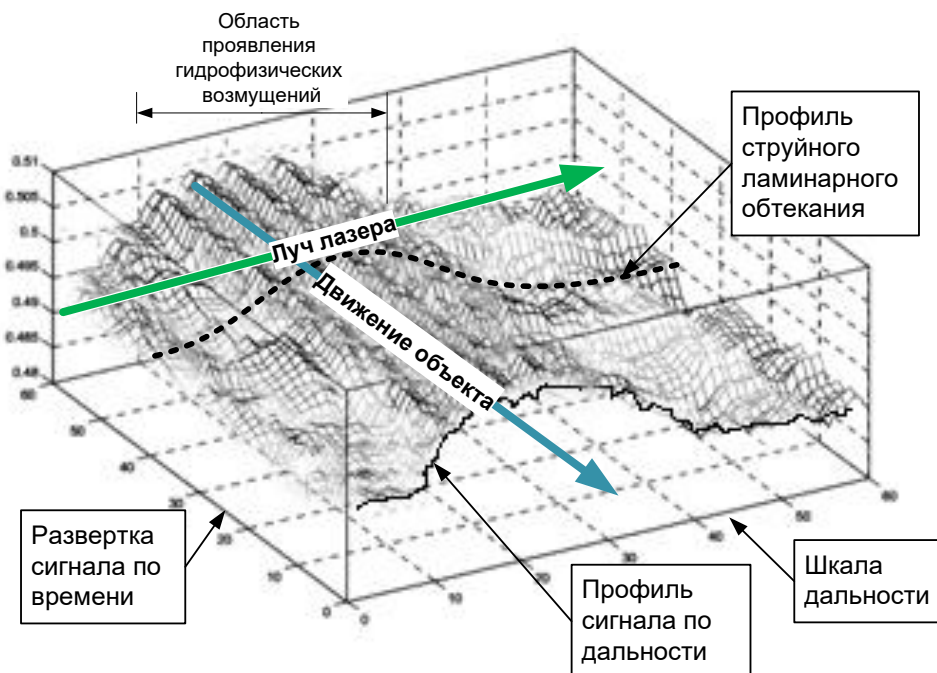 Область
проявления
гидрофизических
возмущений
Профиль
струйного
ламинарного
обтекания
0.51
0.505
0.5
0.495
0.49
0.485
0.48
Луч лазера
Движение объекта
60
50
40
30
20
10
0
0
10
20
30
40
50
60
Развертка
сигнала по
времени
Профиль
сигнала по
дальности
Шкала
дальности